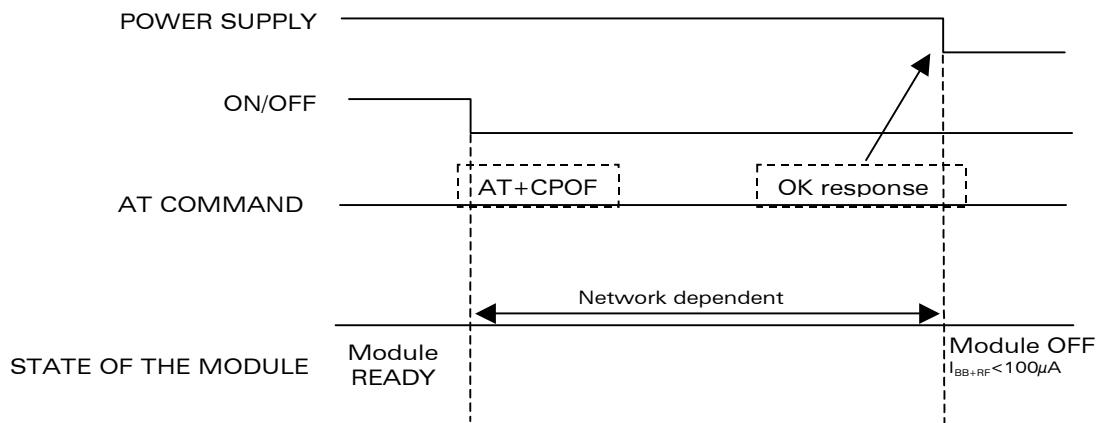 POWER SUPPLY
ON/OFF
AT COMMAND
AT+CPOF
OK response
Network dependent
STATE OF THE MODULE
Module
READY
Module OFF
I_BB+RF<100µA